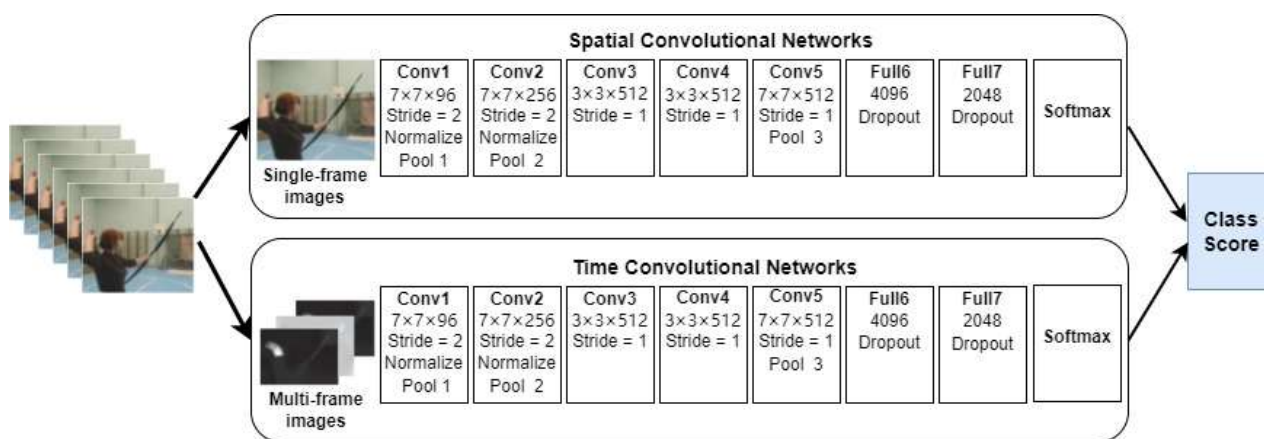 Spatial Convolutional Networks
Single-frame
images
Conv1
7×7×96
Stride = 2
Normalize
Pool 1
Conv2
7×7×256
Stride = 2
Normalize
Pool 2
Conv3
3×3×512
Stride = 1
Conv4
3×3×512
Stride = 1
Conv5
7×7×512
Stride = 1
Pool 3
Full6
4096
Dropout
Full7
2048
Dropout
Softmax
Time Convolutional Networks
Multi-frame
images
Conv1
7×7×96
Stride = 2
Normalize
Pool 1
Conv2
7×7×256
Stride = 2
Normalize
Pool 2
Conv3
3×3×512
Stride = 1
Conv4
3×3×512
Stride = 1
Conv5
7×7×512
Stride = 1
Pool 3
Full6
4096
Dropout
Full7
2048
Dropout
Softmax
Class
Score